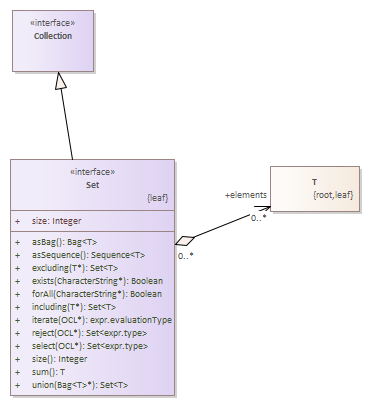 «interface»
Collection
«interface»
Set
{leaf}
+ size: Integer
+ asBag(): Bag<T>
+ asSequence(): Sequence<T>
+ excluding(T*): Set<T>
+ exists(CharacterString*): Boolean
+ forAll(CharacterString*): Boolean
+ including(T*): Set<T>
+ iterate(OCL*): expr.evaluationType
+ reject(OCL*): Set<expr.type>
+ select(OCL*): Set<expr.type>
+ size(): Integer
+ sum(): T
+ union(Bag<T>*): Set<T>
0..*
+elements
0..*
T
{root,leaf}